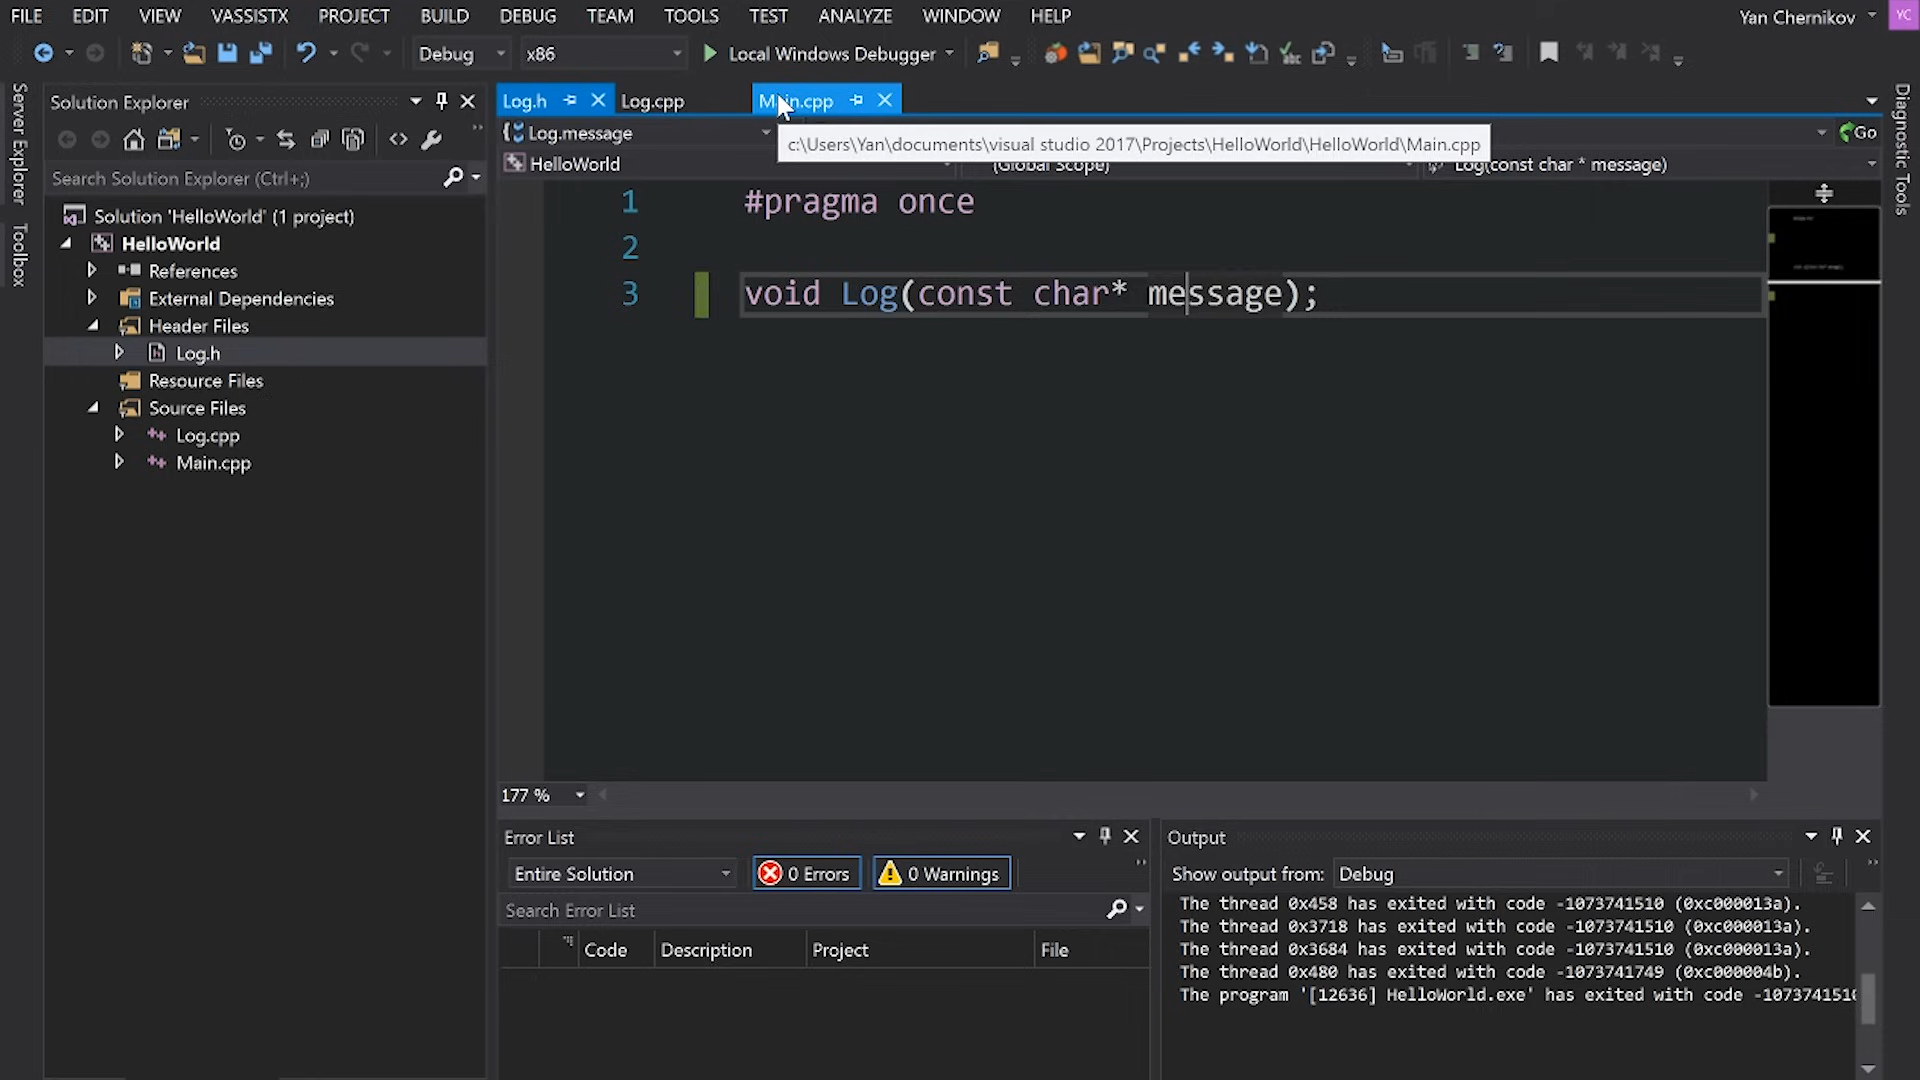 FILE EDIT VIEW VASSISTX PROJECT BUILD DEBUG TEAM TOOLS TEST ANALYZE WINDOW HELP Yan Chernikov YC
Debug x86 Local Windows Debugger
Server Explorer
Toolbox
Solution Explorer
Search Solution Explorer (Ctrl+;)
Solution 'HelloWorld' (1 project)
HelloWorld
References
External Dependencies
Header Files
Log.h
Resource Files
Source Files
Log.cpp
Main.cpp
Log.h Log.cpp Main.cpp
Log.message Go
c:\Users\Yan\documents\visual studio 2017\Projects\HelloWorld\HelloWorld\Main.cpp
HelloWorld (Global Scope) Log(const char * message)
1 #pragma once
2
3 void Log(const char* message);
177 %
Error List
Entire Solution 0 Errors 0 Warnings
Search Error List
Code Description Project File
Output
Show output from: Debug
The thread 0x458 has exited with code -1073741510 (0xc000013a).
The thread 0x3718 has exited with code -1073741510 (0xc000013a).
The thread 0x3684 has exited with code -1073741510 (0xc000013a).
The thread 0x480 has exited with code -1073741749 (0xc000004b).
The program '[12636] HelloWorld.exe' has exited with code -1073741510
Diagnostic Tools